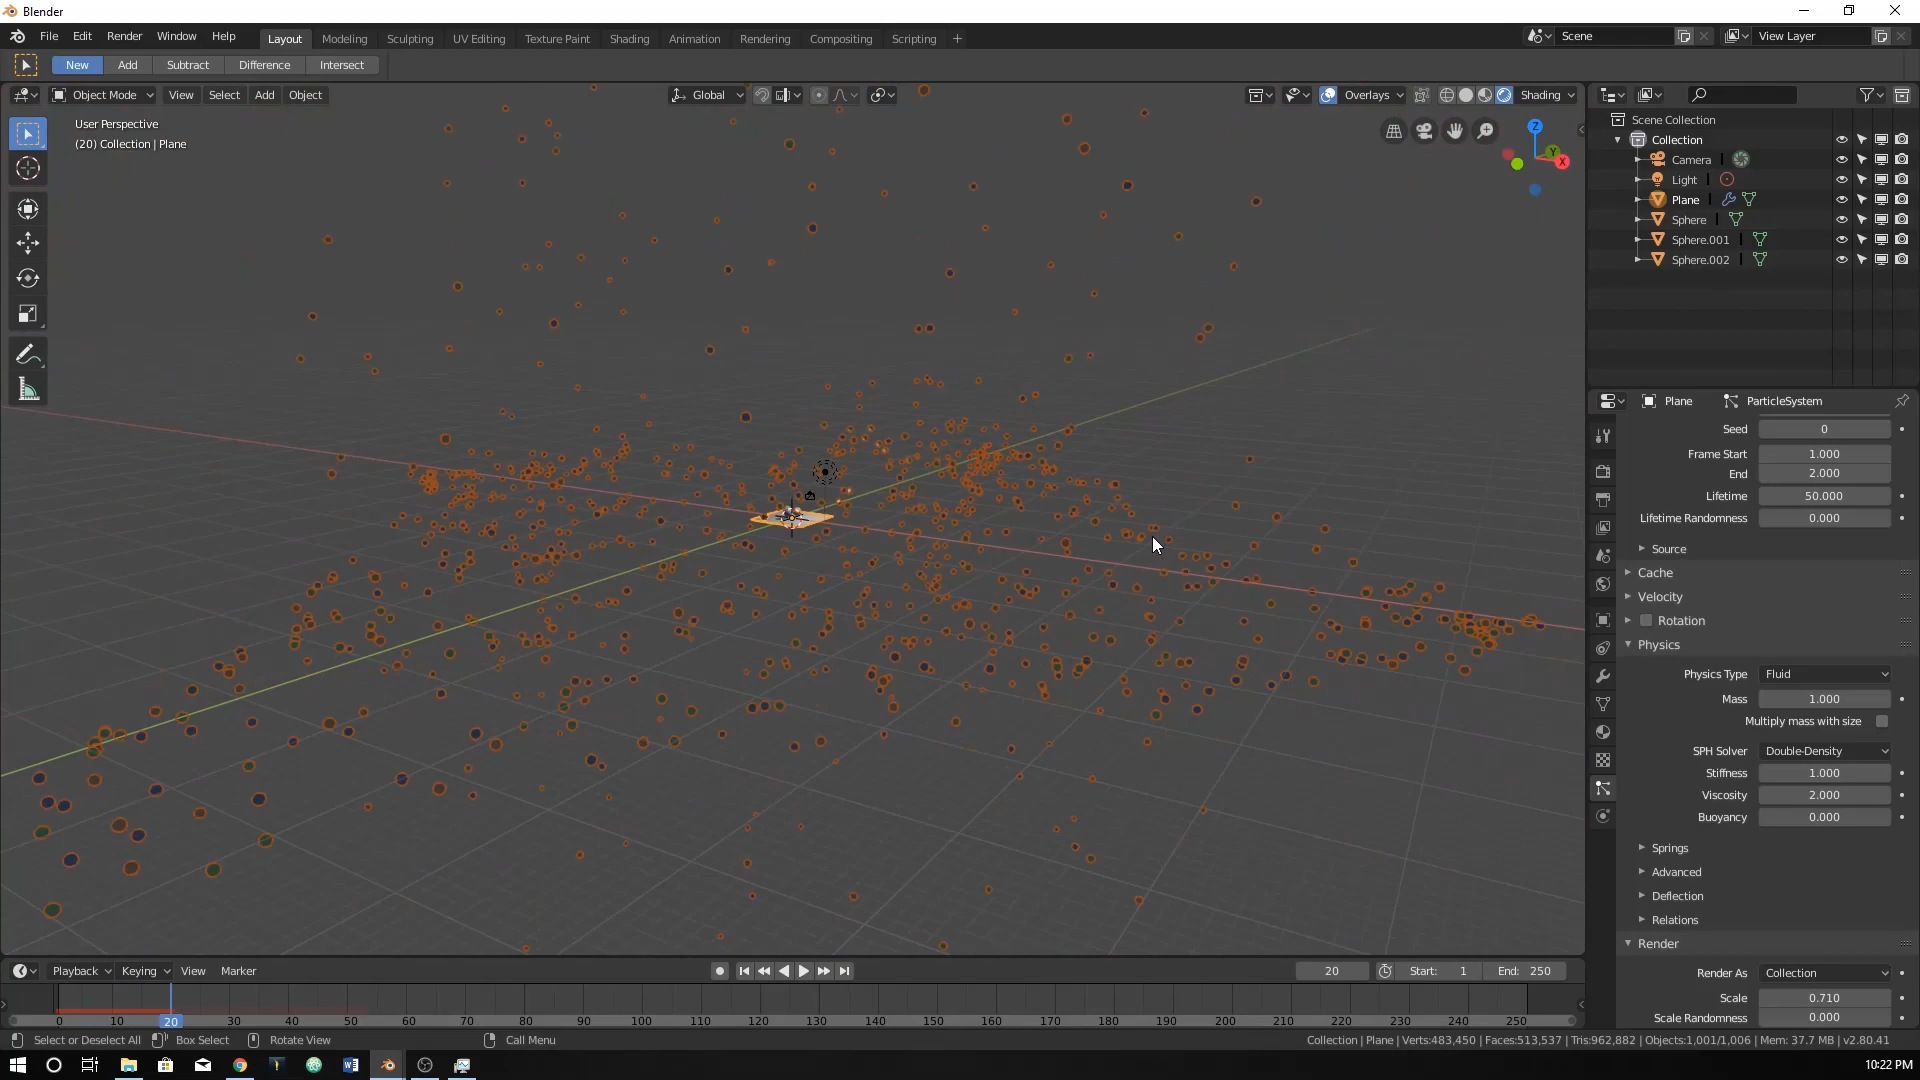 Blender
File Edit Render Window Help
Layout Modeling Sculpting UV Editing Texture Paint Shading Animation Rendering Compositing Scripting +
Scene
View Layer
New Add Subtract Difference Intersect
Object Mode View Select Add Object
Global
Overlays Shading
User Perspective
(20) Collection | Plane
Z
Y
X
Scene Collection
Collection
Camera
Light
Plane
Sphere
Sphere.001
Sphere.002
Plane ParticleSystem
Seed 0
Frame Start 1.000
End 2.000
Lifetime 50.000
Lifetime Randomness 0.000
Source
Cache
Velocity
Rotation
Physics
Physics Type Fluid
Mass 1.000
Multiply mass with size
SPH Solver Double-Density
Stiffness 1.000
Viscosity 2.000
Buoyancy 0.000
Springs
Advanced
Deflection
Relations
Render
Render As Collection
Scale 0.710
Scale Randomness 0.000
Playback Keying View Marker
20
Start: 1
End: 250
0 10 20 30 40 50 60 70 80 90 100 110 120 130 140 150 160 170 180 190 200 210 220 230 240 250
Select or Deselect All Box Select Rotate View Call Menu
Collection | Plane | Verts:483,450 | Faces:513,537 | Tris:962,882 | Objects:1,001/1,006 | Mem: 37.7 MB | v2.80.41
10:22 PM